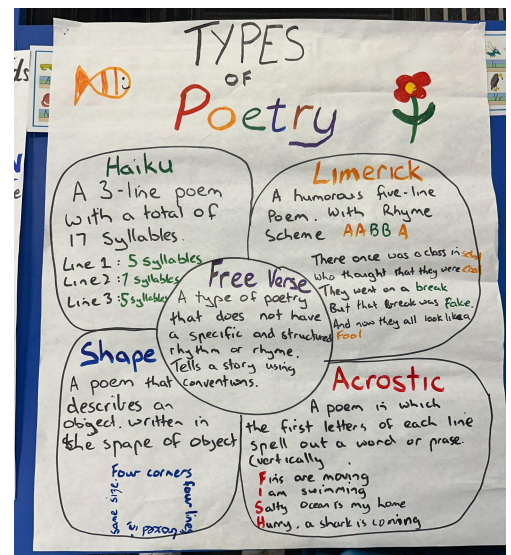 TYPES
OF
Poetry
Haiku
A 3-line poem
with a total of
17 Syllables.
Line 1: 5 syllables
Line 2: 7 syllables
Line 3: 5 syllables
Limerick
A humorous five-line
Poem. With Rhyme
Scheme AABBA
There once was a class in school
who thought that they were cool
They went on a break
But that break was fake.
And now they all look like a
fool
Free Verse
A type of poetry
that does not have
a specific and structured
rhythm or rhyme.
Tells a story using
conventions.
Shape
A poem that
describes an
object, written in
the shape of object
Four corners
four lines
boxed in,
same size.
Acrostic
A poem in which
the first letters of each line
spell out a word or prase.
(vertically
Fins are moving
I am swimming
Salty ocean is my home
Hurry, a shark is coming
ds